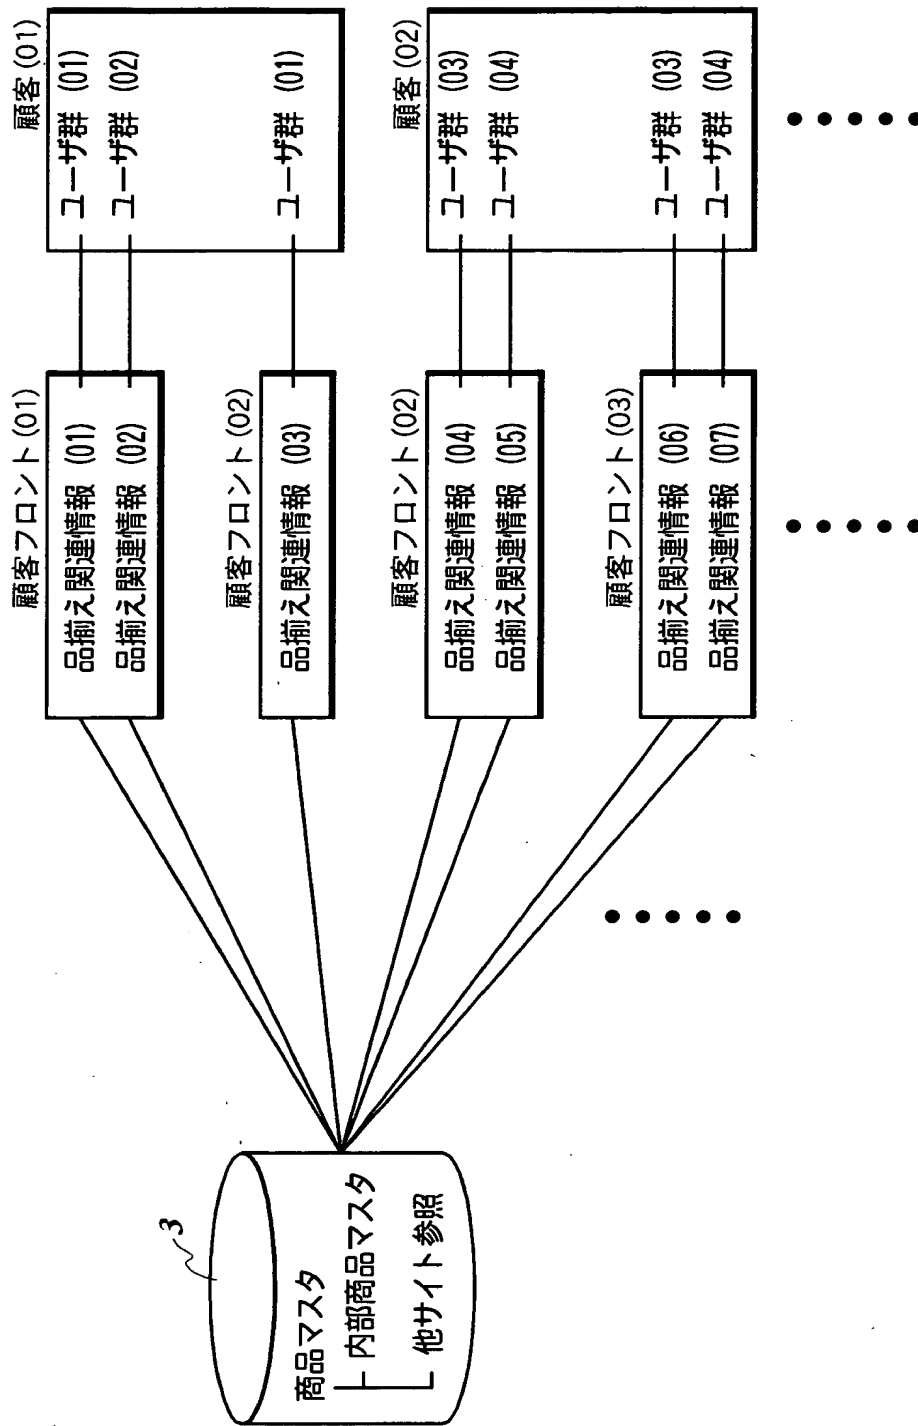 顧客(01)
ユーザ群 (01)
ユーザ群 (02)
ユーザ群 (01)
顧客(02)
ユーザ群 (03)
ユーザ群 (04)
ユーザ群 (03)
ユーザ群 (04)
顧客フロント(01)
品揃え関連情報 (01)
品揃え関連情報 (02)
顧客フロント(02)
品揃え関連情報 (03)
顧客フロント(02)
品揃え関連情報 (04)
品揃え関連情報 (05)
顧客フロント(03)
品揃え関連情報 (06)
品揃え関連情報 (07)
3
商品マスタ
内部商品マスタ
他サイト参照